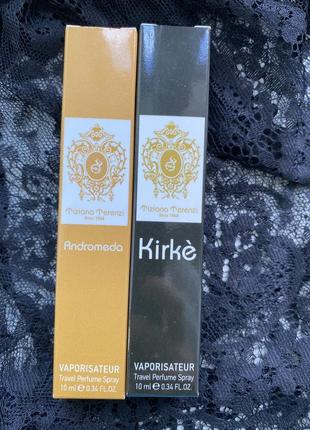 Tiziana Terenzi
Since 1968
Andromeda
VAPORISATEUR
Travel Perfume Spray
10 ml ℮ 0.34 FL.OZ.
Tiziana Terenzi
Since 1968
Kirkè
VAPORISATEUR
Travel Perfume Spray
10 ml ℮ 0.34 FL.OZ.